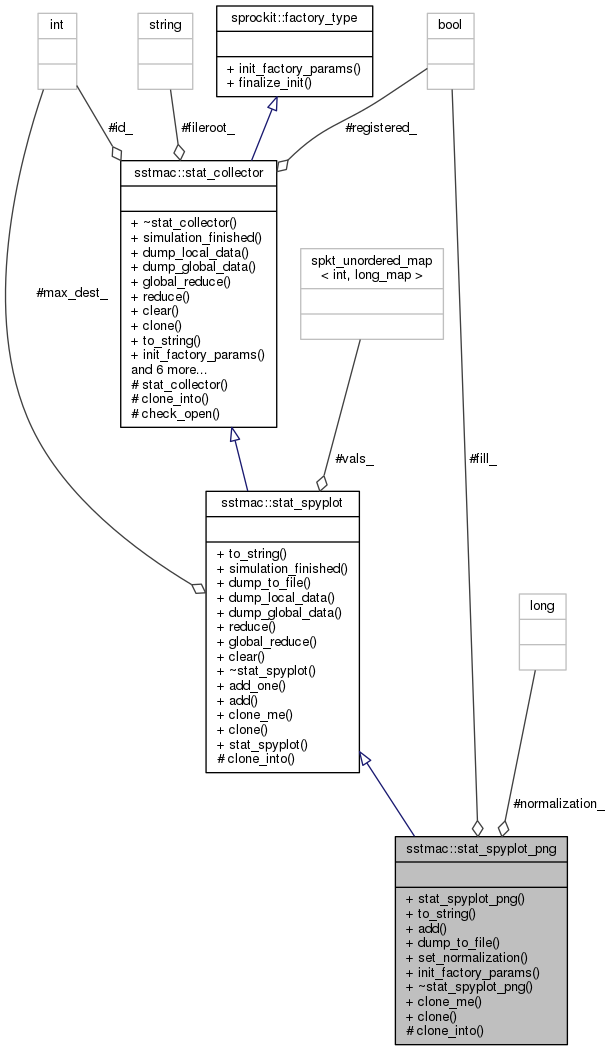 int
string
sprockit::factory_type
+ init_factory_params()
+ finalize_init()
bool
#id_
#fileroot_
#registered_
sstmac::stat_collector
+ ~stat_collector()
+ simulation_finished()
+ dump_local_data()
+ dump_global_data()
+ global_reduce()
+ reduce()
+ clear()
+ clone()
+ to_string()
+ init_factory_params()
and 6 more...
# stat_collector()
# clone_into()
# check_open()
spkt_unordered_map
< int, long_map >
#max_dest_
#vals_
#fill_
sstmac::stat_spyplot
+ to_string()
+ simulation_finished()
+ dump_to_file()
+ dump_local_data()
+ dump_global_data()
+ reduce()
+ global_reduce()
+ clear()
+ ~stat_spyplot()
+ add_one()
+ add()
+ clone_me()
+ clone()
+ stat_spyplot()
# clone_into()
long
#normalization_
sstmac::stat_spyplot_png
+ stat_spyplot_png()
+ to_string()
+ add()
+ dump_to_file()
+ set_normalization()
+ init_factory_params()
+ ~stat_spyplot_png()
+ clone_me()
+ clone()
# clone_into()